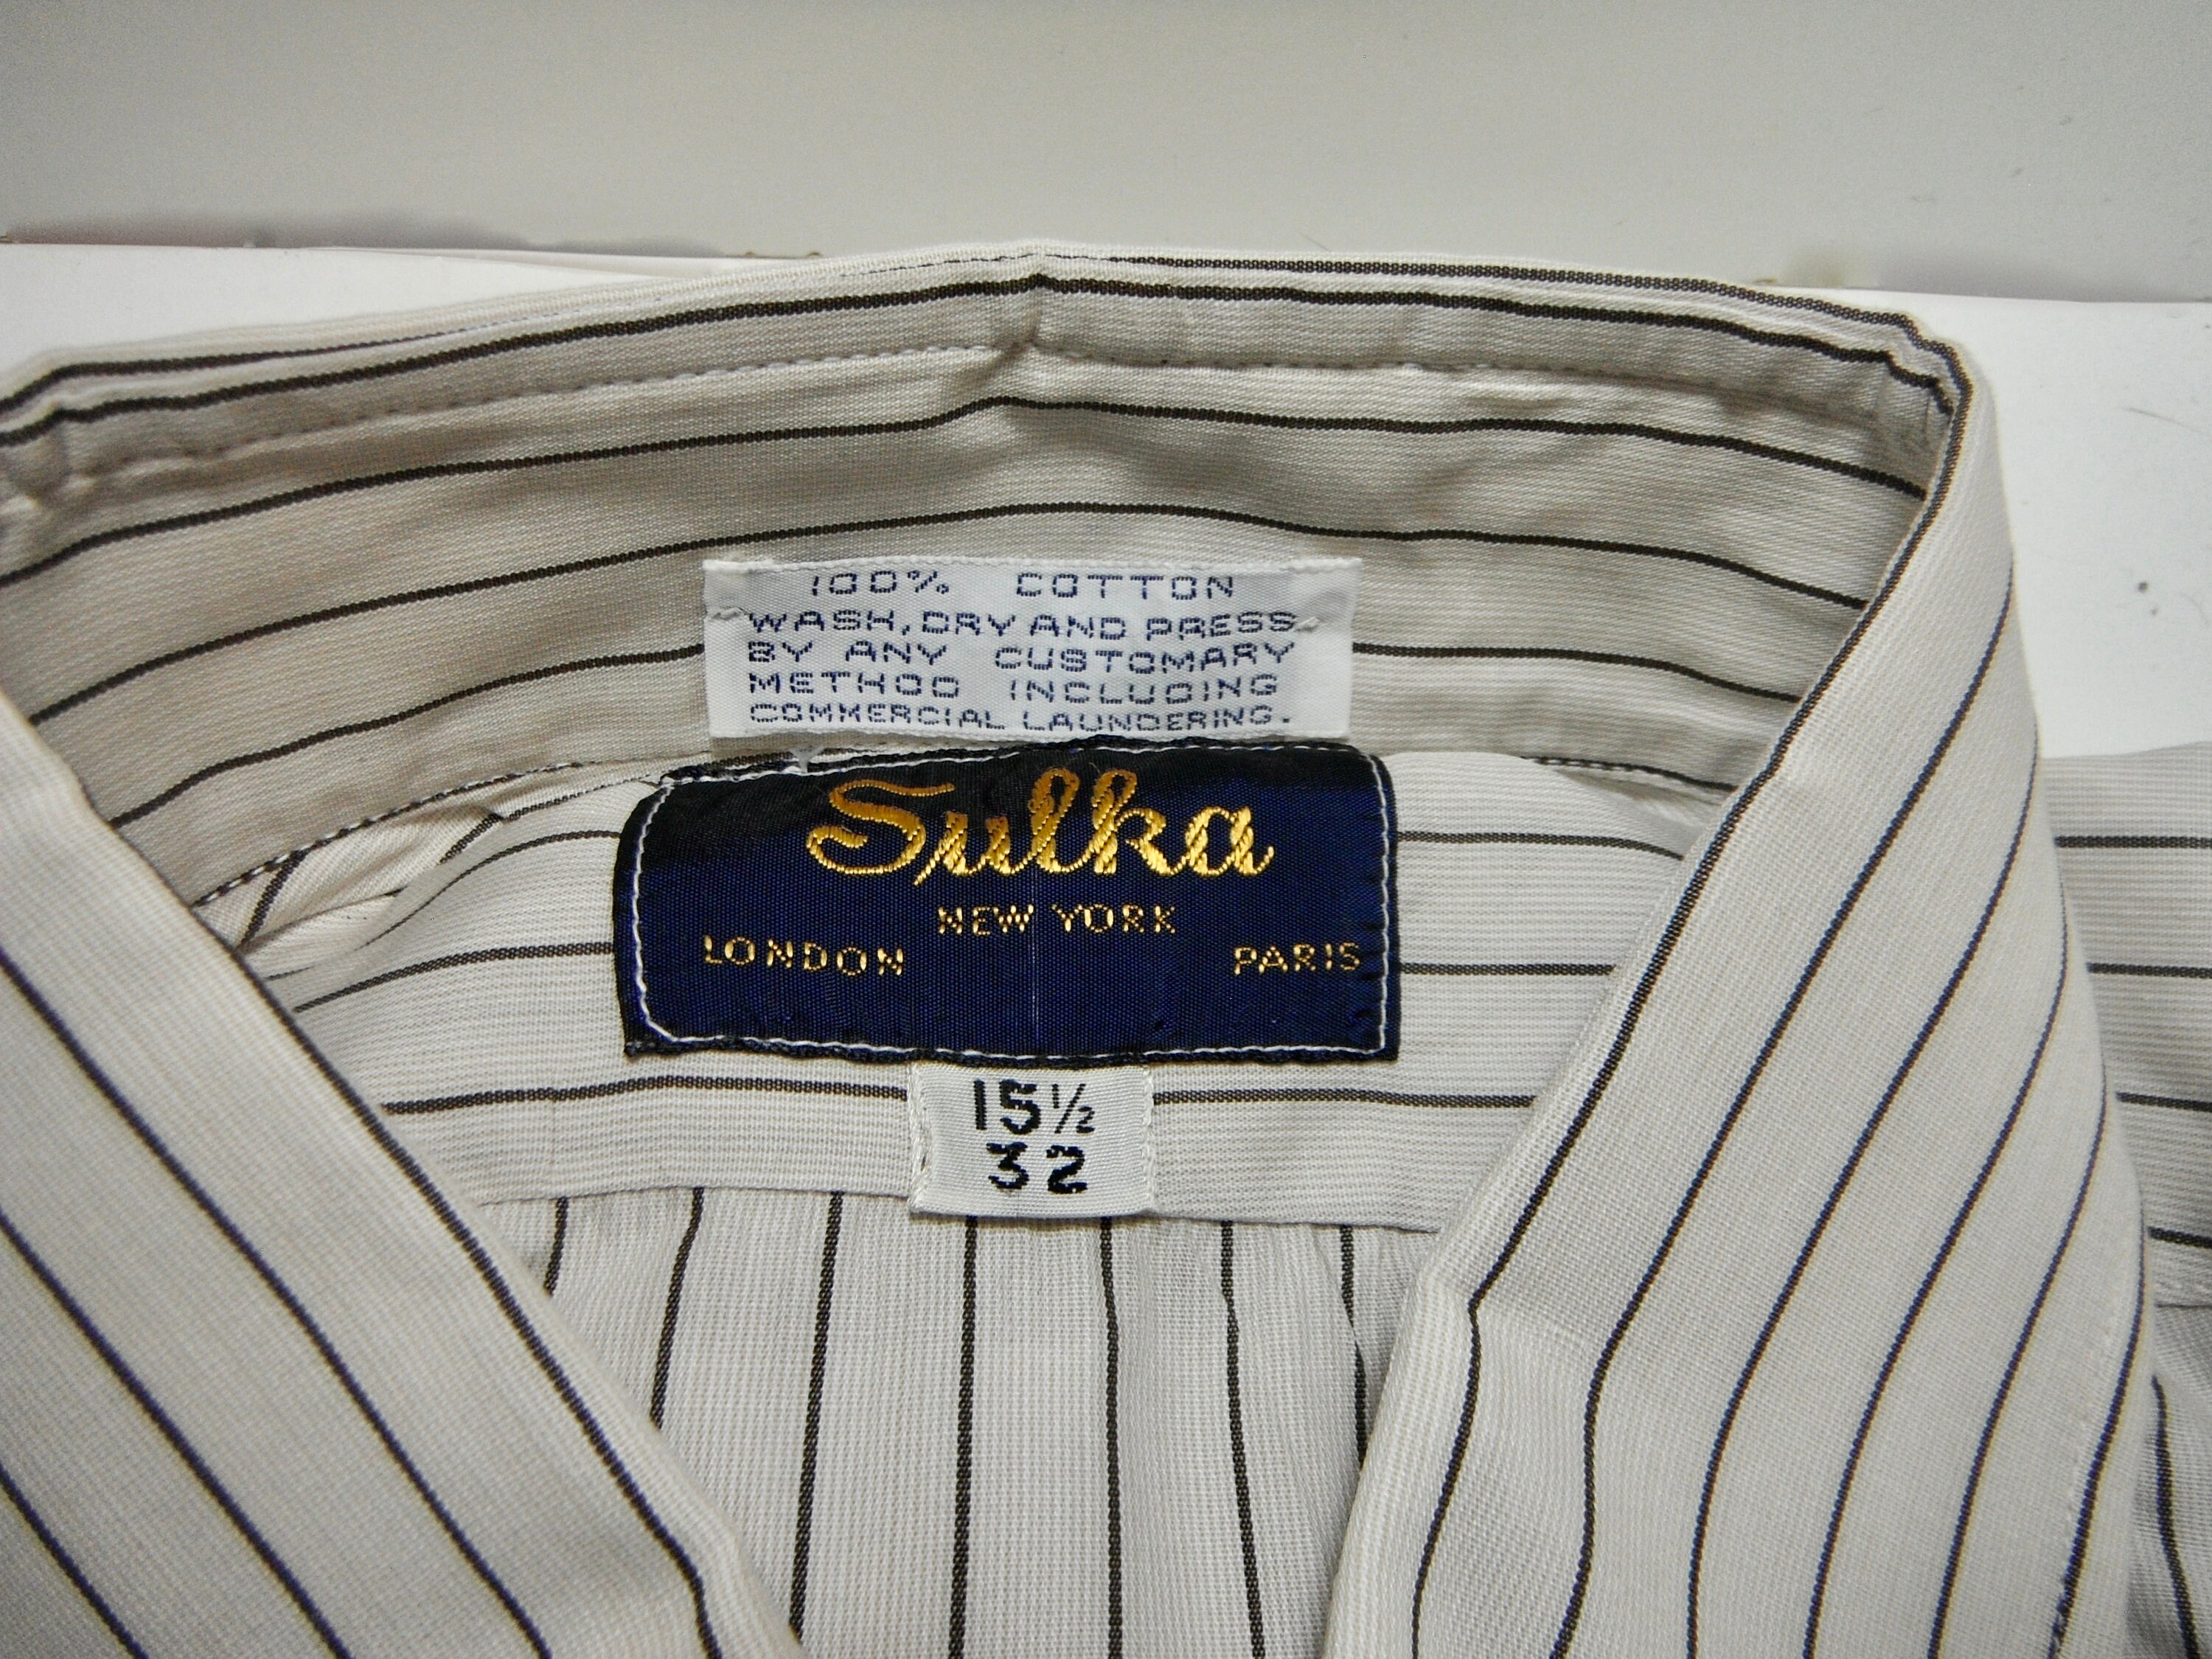 100% COTTON
WASH, DRY AND PRESS
BY ANY CUSTOMARY
METHOD INCLUDING
COMMERCIAL LAUNDERING.
Sulka
NEW YORK
LONDON PARIS
15½
32